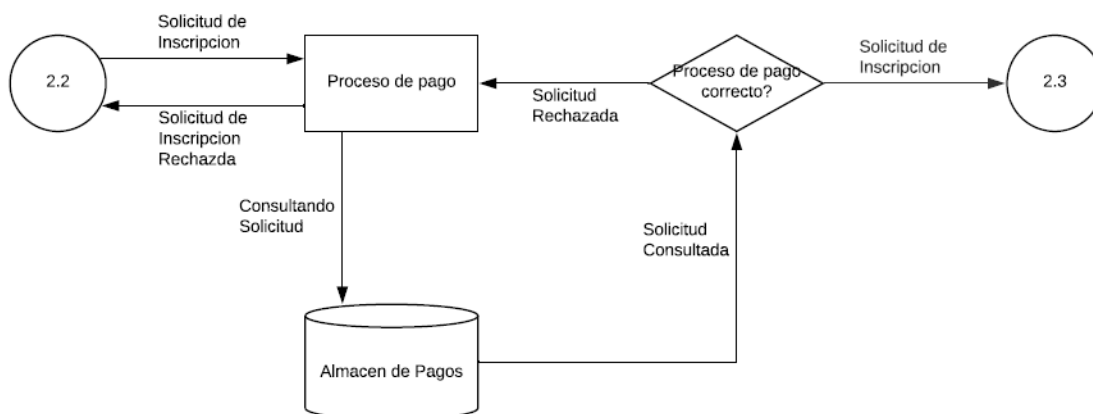 Solicitud de
Inscripcion
2.2
Proceso de pago
Solicitud de
Inscripcion
Rechazda
Solicitud
Rechazada
Proceso de pago
correcto?
Solicitud de
Inscripcion
2.3
Consultando
Solicitud
Solicitud
Consultada
Almacen de Pagos